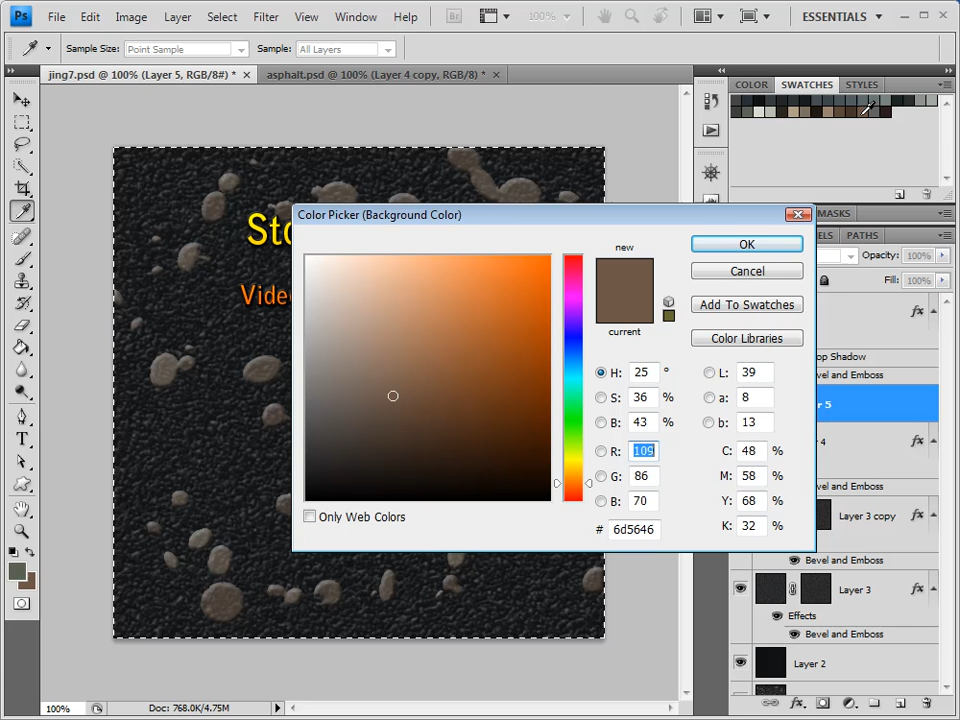 Ps File Edit Image Layer Select Filter View Window Help Br 100% ESSENTIALS
Sample Size: Point Sample Sample: All Layers
jing7.psd @ 100% (Layer 5, RGB/8#) * asphalt.psd @ 100% (Layer 4 copy, RGB/8) *
COLOR SWATCHES STYLES
MASKS
PATHS
Opacity: 100%
Fill: 100%
Color Picker (Background Color)
new
current
OK
Cancel
Add To Swatches
Color Libraries
H: 25 ° L: 39
S: 36 % a: 8
B: 43 % b: 13
R: 109 C: 48 %
G: 86 M: 58 %
B: 70 Y: 68 %
# 6d5646 K: 32 %
Only Web Colors
Bevel and Emboss
Layer 3 copy fx
Bevel and Emboss
Layer 3 fx
Effects
Bevel and Emboss
Layer 2
100% Doc: 768.0K/4.75M